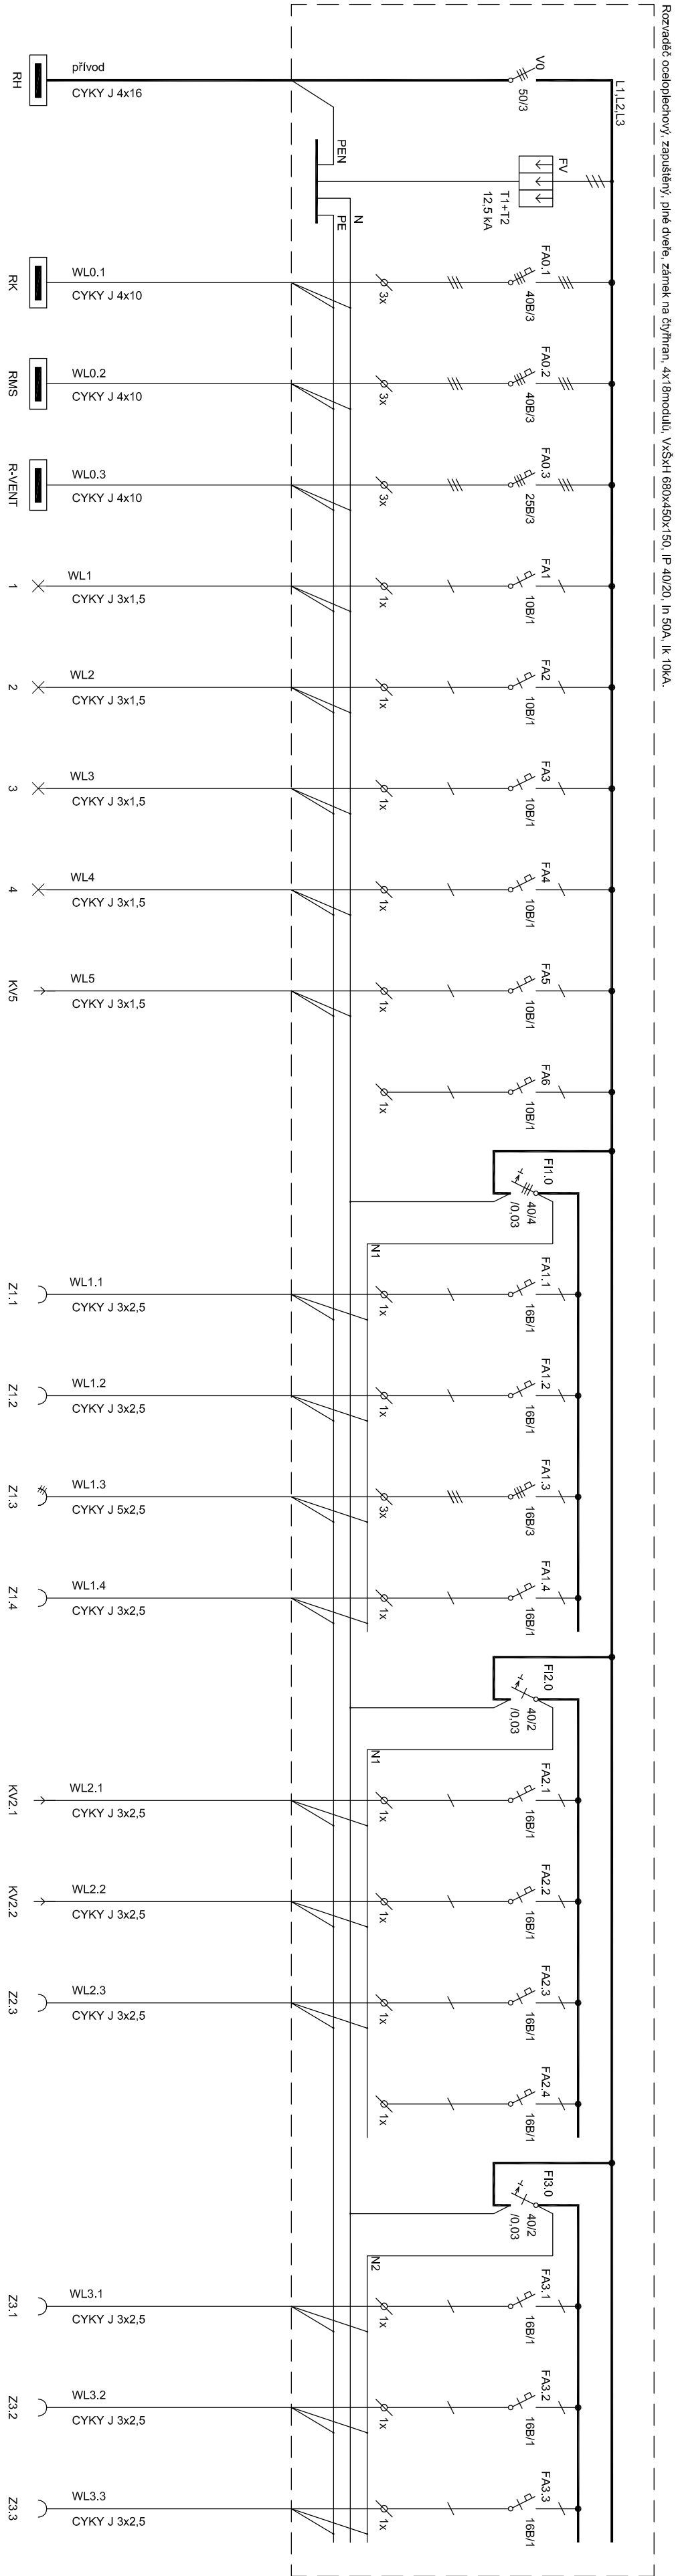 Rozvaděč oceloplechový, zapuštěný, plné dveře, zámek na čtyřhran, 4x18modulů, VxŠxH 680x450x150, IP 40/20, In 50A, Ik 10kA.
L1,L2,L3
V0
50/3
přívod
CYKY J 4x16
RH
FV
T1+T2
12,5 kA
PEN
N
PE
FA0.1
40B/3
3x
WL0.1
CYKY J 4x10
RK
FA0.2
40B/3
3x
WL0.2
CYKY J 4x10
RMS
FA0.3
25B/3
3x
WL0.3
CYKY J 4x10
R-VENT
FA1
10B/1
1x
WL1
CYKY J 3x1,5
1
FA2
10B/1
1x
WL2
CYKY J 3x1,5
2
FA3
10B/1
1x
WL3
CYKY J 3x1,5
3
FA4
10B/1
1x
WL4
CYKY J 3x1,5
4
FA5
10B/1
1x
WL5
CYKY J 3x1,5
KV5
FA6
10B/1
1x
FI1.0
40/4
/0,03
N1
FA1.1
16B/1
1x
WL1.1
CYKY J 3x2,5
Z1.1
FA1.2
16B/1
1x
WL1.2
CYKY J 3x2,5
Z1.2
FA1.3
16B/3
3x
WL1.3
CYKY J 5x2,5
Z1.3
FA1.4
16B/1
1x
WL1.4
CYKY J 3x2,5
Z1.4
FI2.0
40/2
/0,03
N1
FA2.1
16B/1
1x
WL2.1
CYKY J 3x2,5
KV2.1
FA2.2
16B/1
1x
WL2.2
CYKY J 3x2,5
KV2.2
FA2.3
16B/1
1x
WL2.3
CYKY J 3x2,5
Z2.3
FA2.4
16B/1
1x
FI3.0
40/2
/0,03
N2
FA3.1
16B/1
1x
WL3.1
CYKY J 3x2,5
Z3.1
FA3.2
16B/1
1x
WL3.2
CYKY J 3x2,5
Z3.2
FA3.3
16B/1
1x
WL3.3
CYKY J 3x2,5
Z3.3